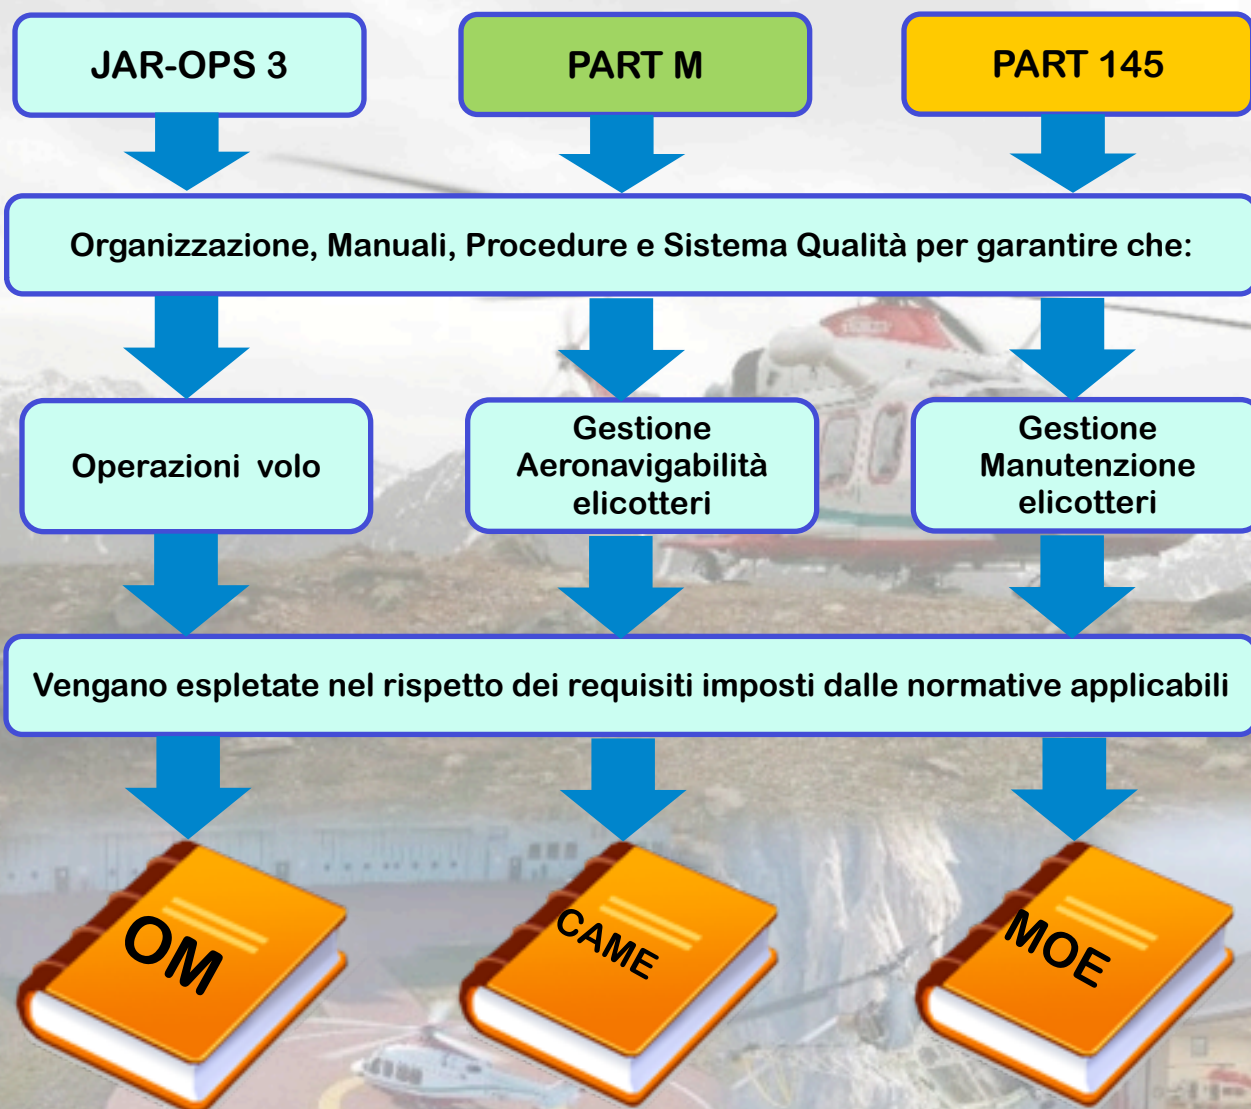 JAR-OPS 3
PART M
PART 145
Organizzazione, Manuali, Procedure e Sistema Qualità per garantire che:
Operazioni volo
Gestione
Aeronavigabilità
elicotteri
Gestione
Manutenzione
elicotteri
Vengano espletate nel rispetto dei requisiti imposti dalle normative applicabili
OM
CAME
MOE